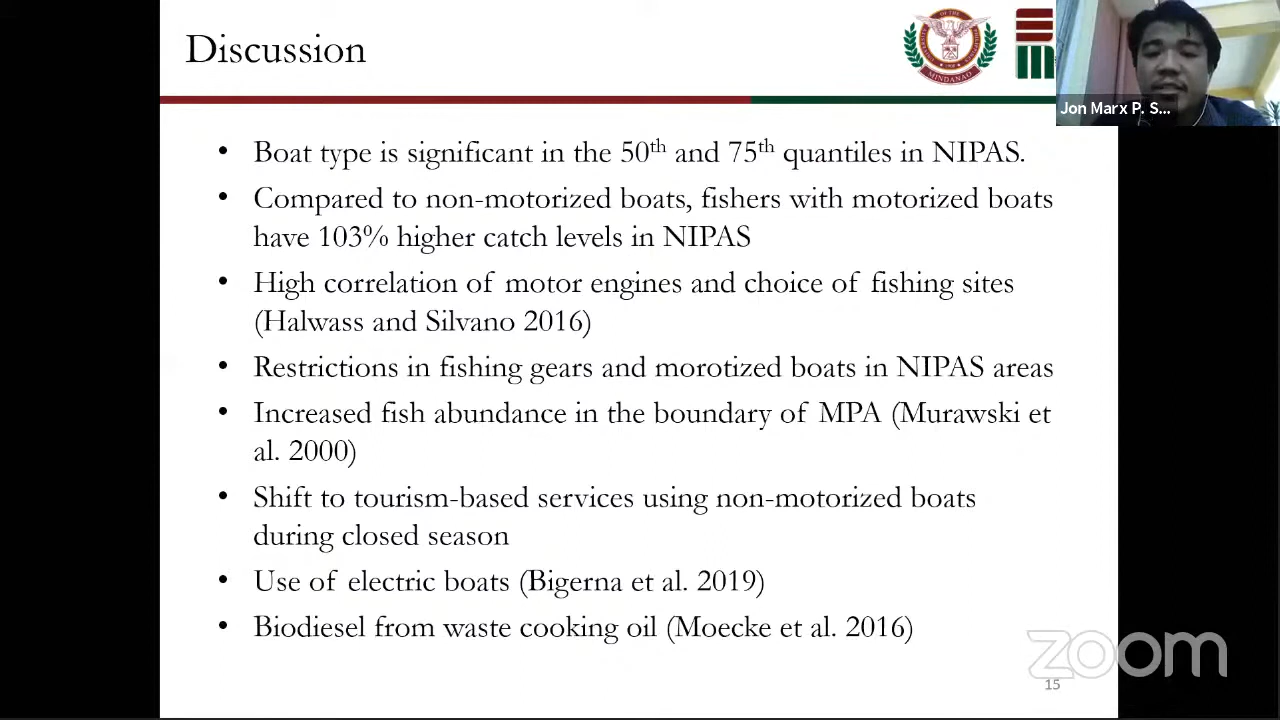 Discussion
MINDANAO
Jon Marx P. S...
• Boat type is significant in the 50th and 75th quantiles in NIPAS.
• Compared to non-motorized boats, fishers with motorized boats
have 103% higher catch levels in NIPAS
• High correlation of motor engines and choice of fishing sites
(Halwass and Silvano 2016)
• Restrictions in fishing gears and morotized boats in NIPAS areas
• Increased fish abundance in the boundary of MPA (Murawski et
al. 2000)
• Shift to tourism-based services using non-motorized boats
during closed season
• Use of electric boats (Bigerna et al. 2019)
• Biodiesel from waste cooking oil (Moecke et al. 2016)
zoom
15